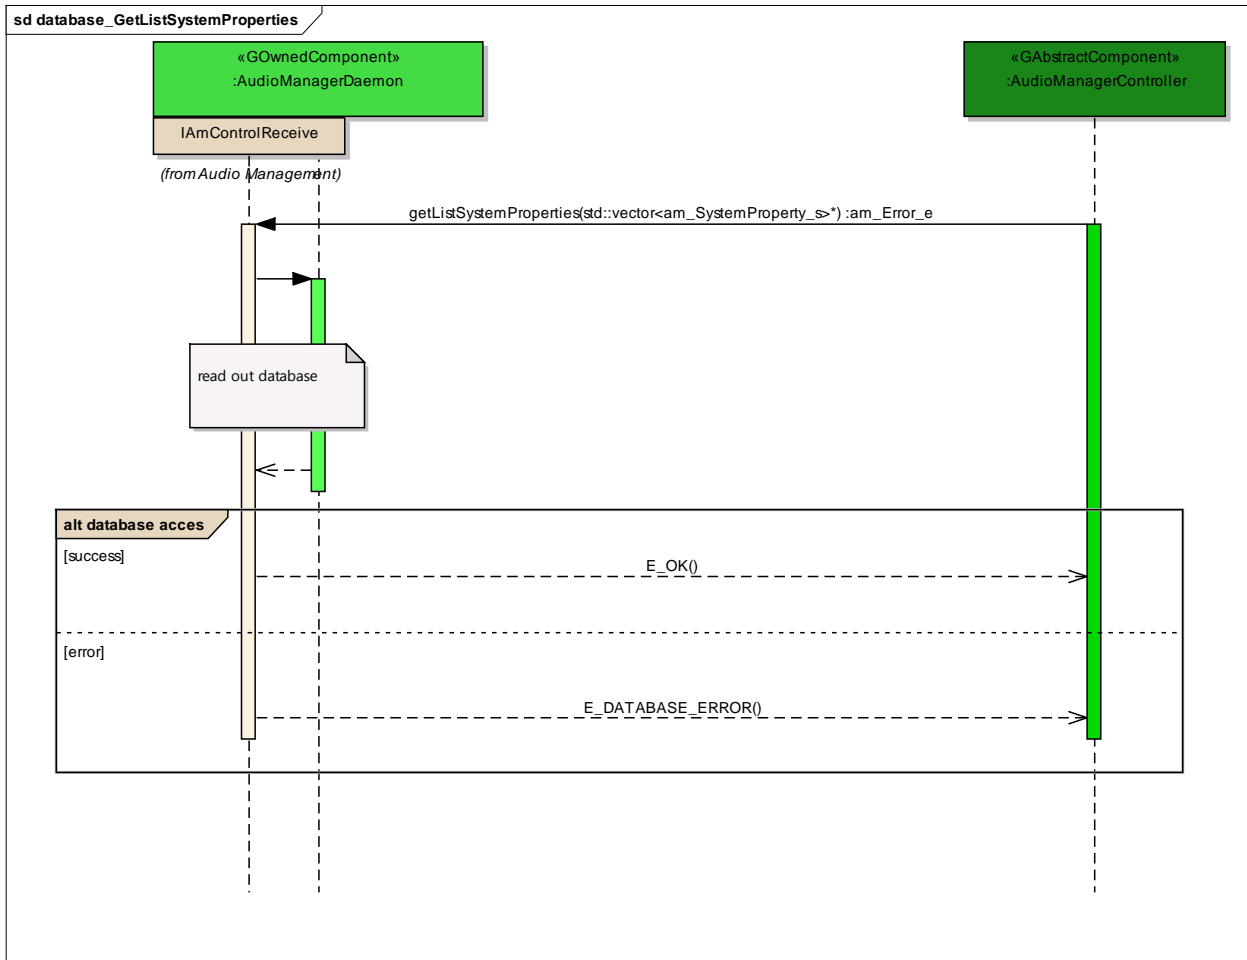 sd database_GetListSystemProperties
«GOwnedComponent»
:AudioManagerDaemon
«GAbstractComponent»
:AudioManagerController
IAmControlReceive
(from Audio Management)
getListSystemProperties(std::vector<am_SystemProperty_s>*) :am_Error_e
read out database
alt database acces
[success]
E_OK()
[error]
E_DATABASE_ERROR()